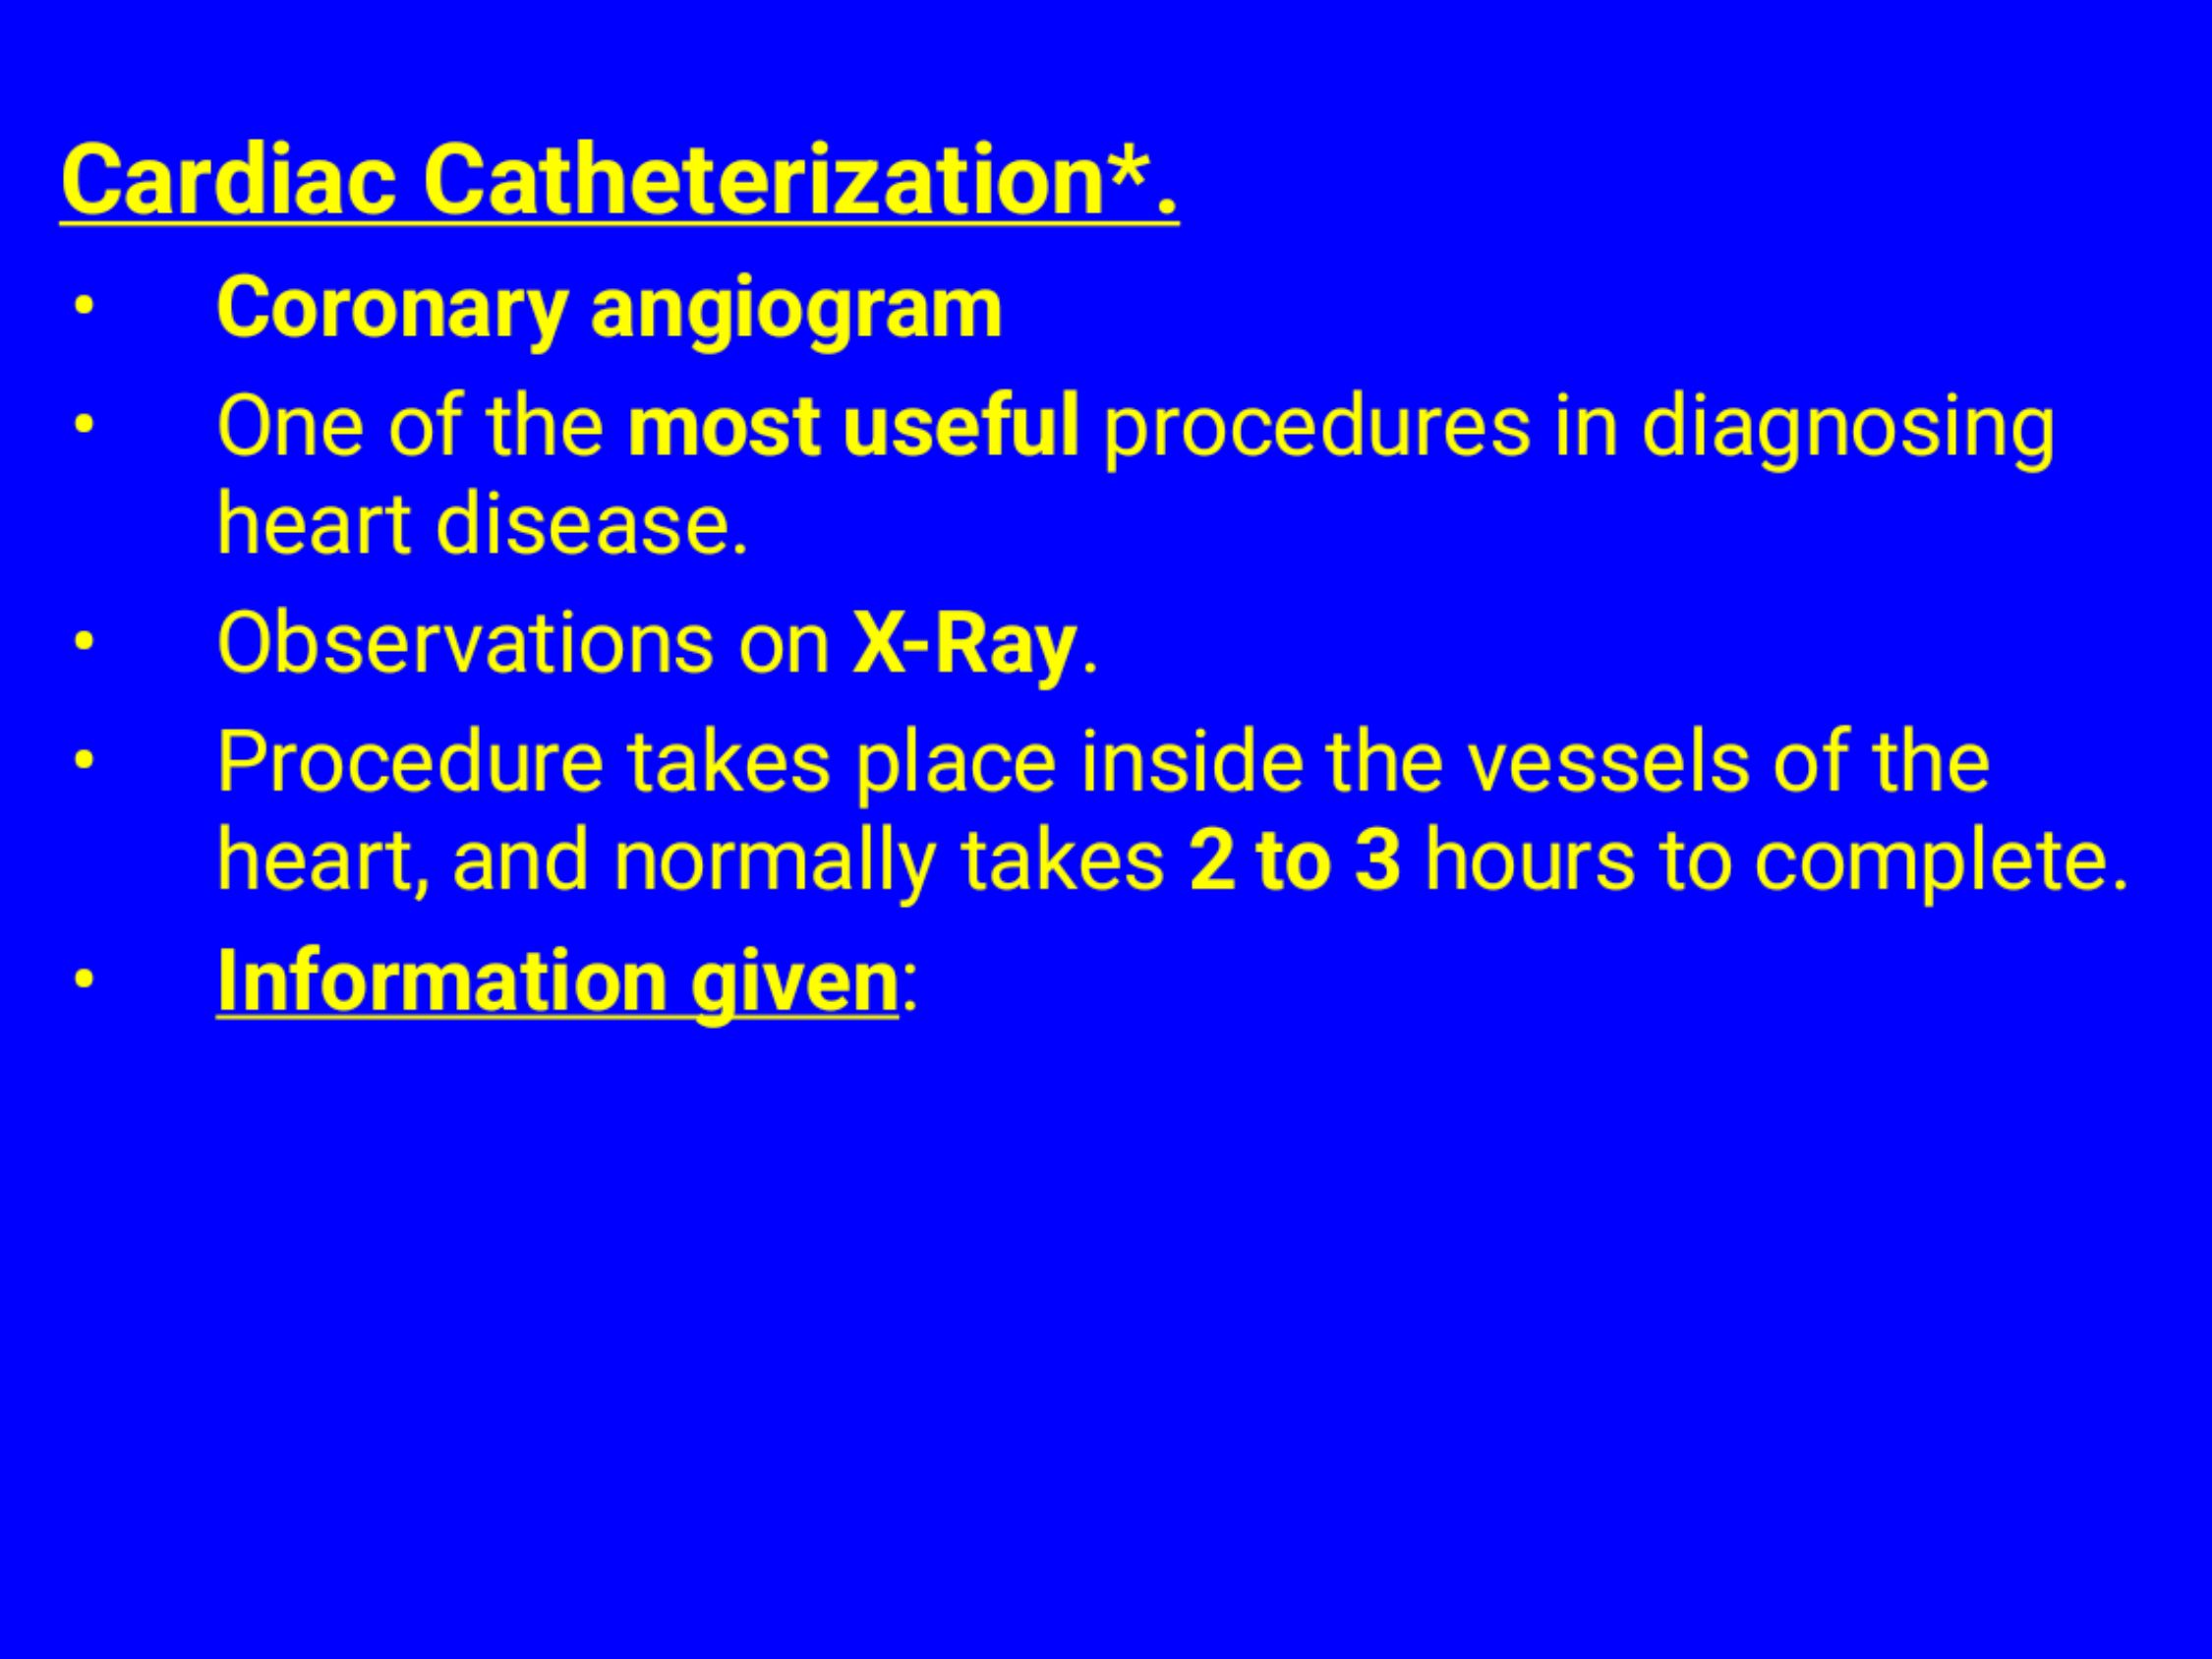 Cardiac Catheterization*.
• Coronary angiogram
• One of the most useful procedures in diagnosing
heart disease.
• Observations on X-Ray.
• Procedure takes place inside the vessels of the
heart, and normally takes 2 to 3 hours to complete.
• Information given: